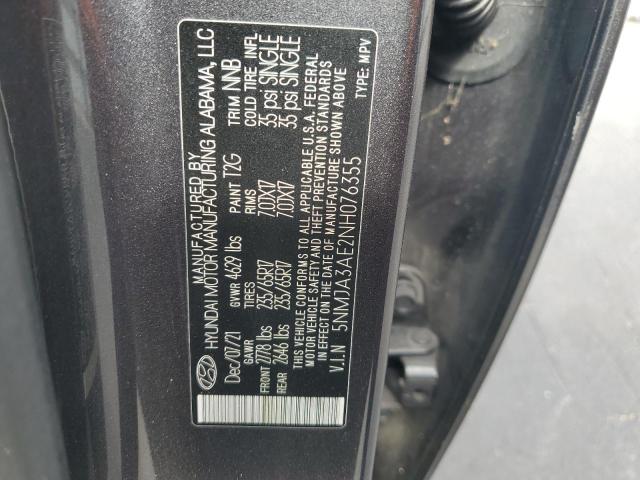 MANUFACTURED BY
HYUNDAI MOTOR MANUFACTURING ALABAMA, LLC
Dec/07/21 GVWR 4629 lbs PAINT T2G TRIM NNB
GAWR TIRES RIMS COLD TIRE INFL
FRONT 2778 lbs 235/65R17 7.0JX17 35 psi SINGLE
REAR 2646 lbs 235/65R17 7.0JX17 35 psi SINGLE
THIS VEHICLE CONFORMS TO ALL APPLICABLE U.S.A. FEDERAL
MOTOR VEHICLE SAFETY AND THEFT PREVENTION STANDARDS
IN EFFECT ON THE DATE OF MANUFACTURE SHOWN ABOVE
V.I.N 5NMJA3AE2NH076355 TYPE: MPV